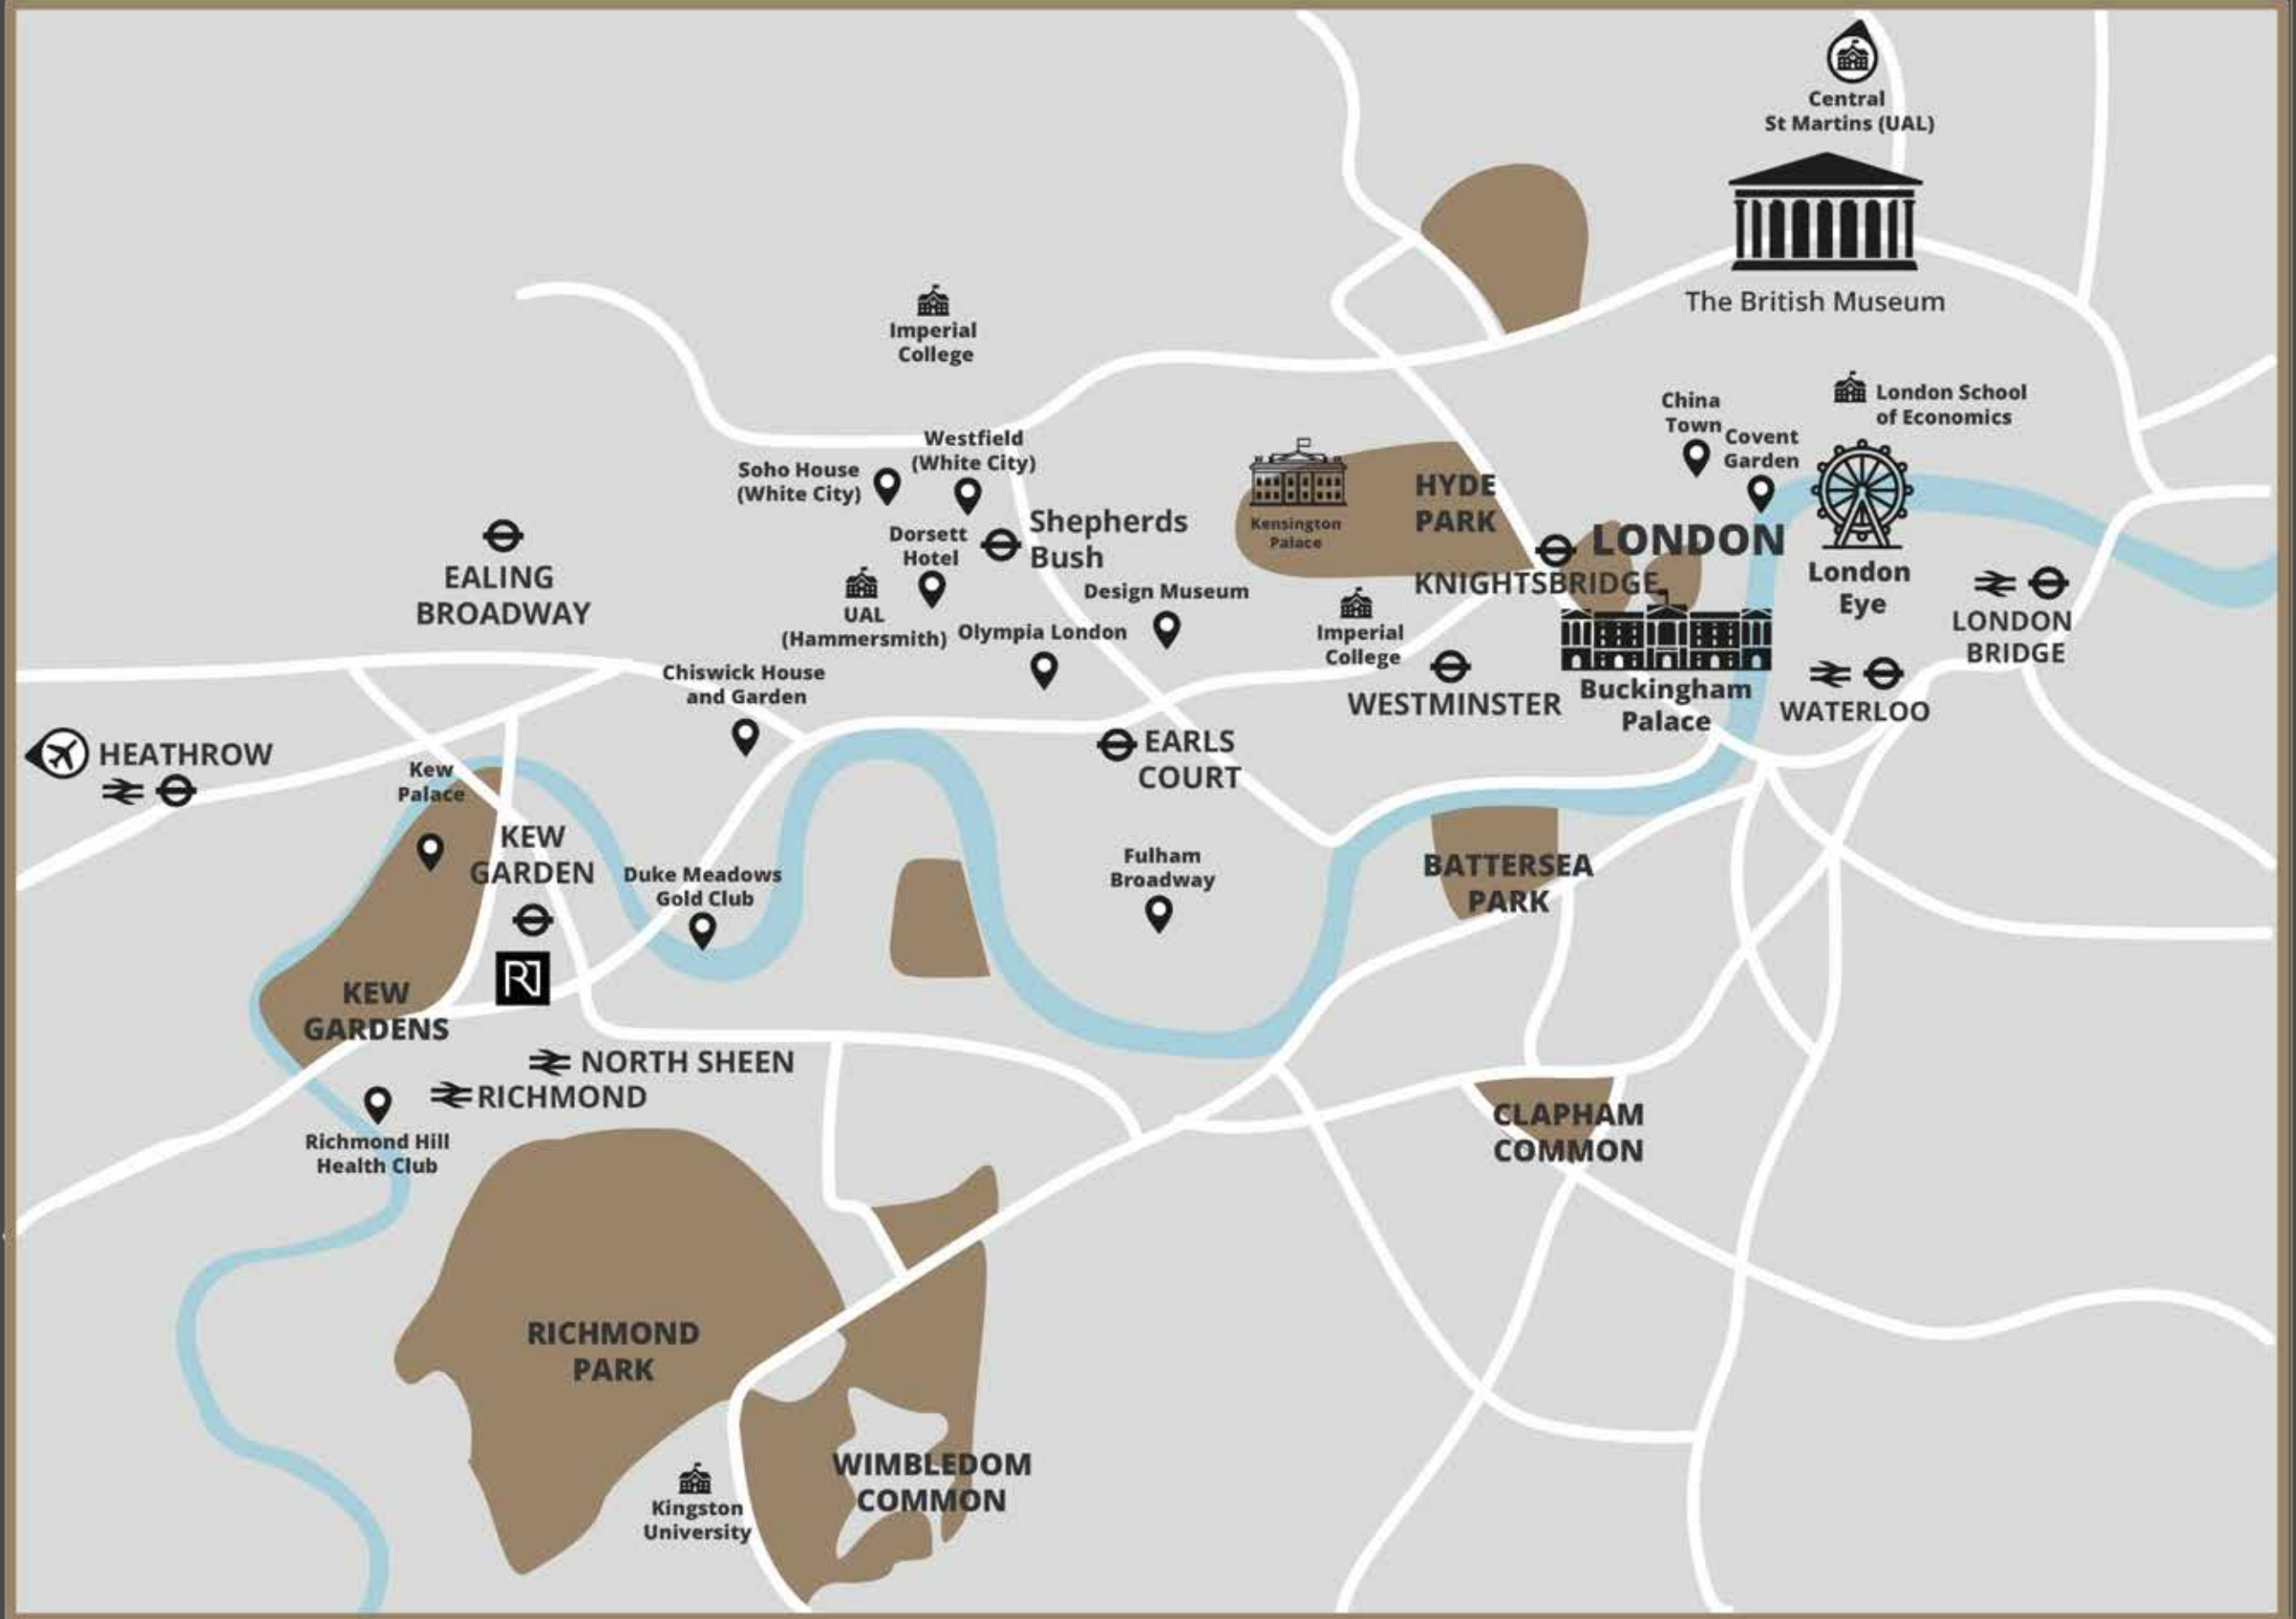 Central
St Martins (UAL)
The British Museum
Imperial
College
London School
of Economics
China
Town
Covent
Garden
Westfield
(White City)
Soho House
(White City)
HYDE
PARK
Kensington
Palace
Shepherds
Bush
Dorsett
Hotel
LONDON
KNIGHTSBRIDGE
London
Eye
EALING
BROADWAY
UAL
(Hammersmith)
Design Museum
Olympia London
Imperial
College
LONDON
BRIDGE
Chiswick House
and Garden
WESTMINSTER
Buckingham
Palace
WATERLOO
HEATHROW
EARLS
COURT
Kew
Palace
KEW
GARDEN
Duke Meadows
Gold Club
Fulham
Broadway
BATTERSEA
PARK
RJ
KEW
GARDENS
NORTH SHEEN
RICHMOND
Richmond Hill
Health Club
CLAPHAM
COMMON
RICHMOND
PARK
WIMBLEDOM
COMMON
Kingston
University